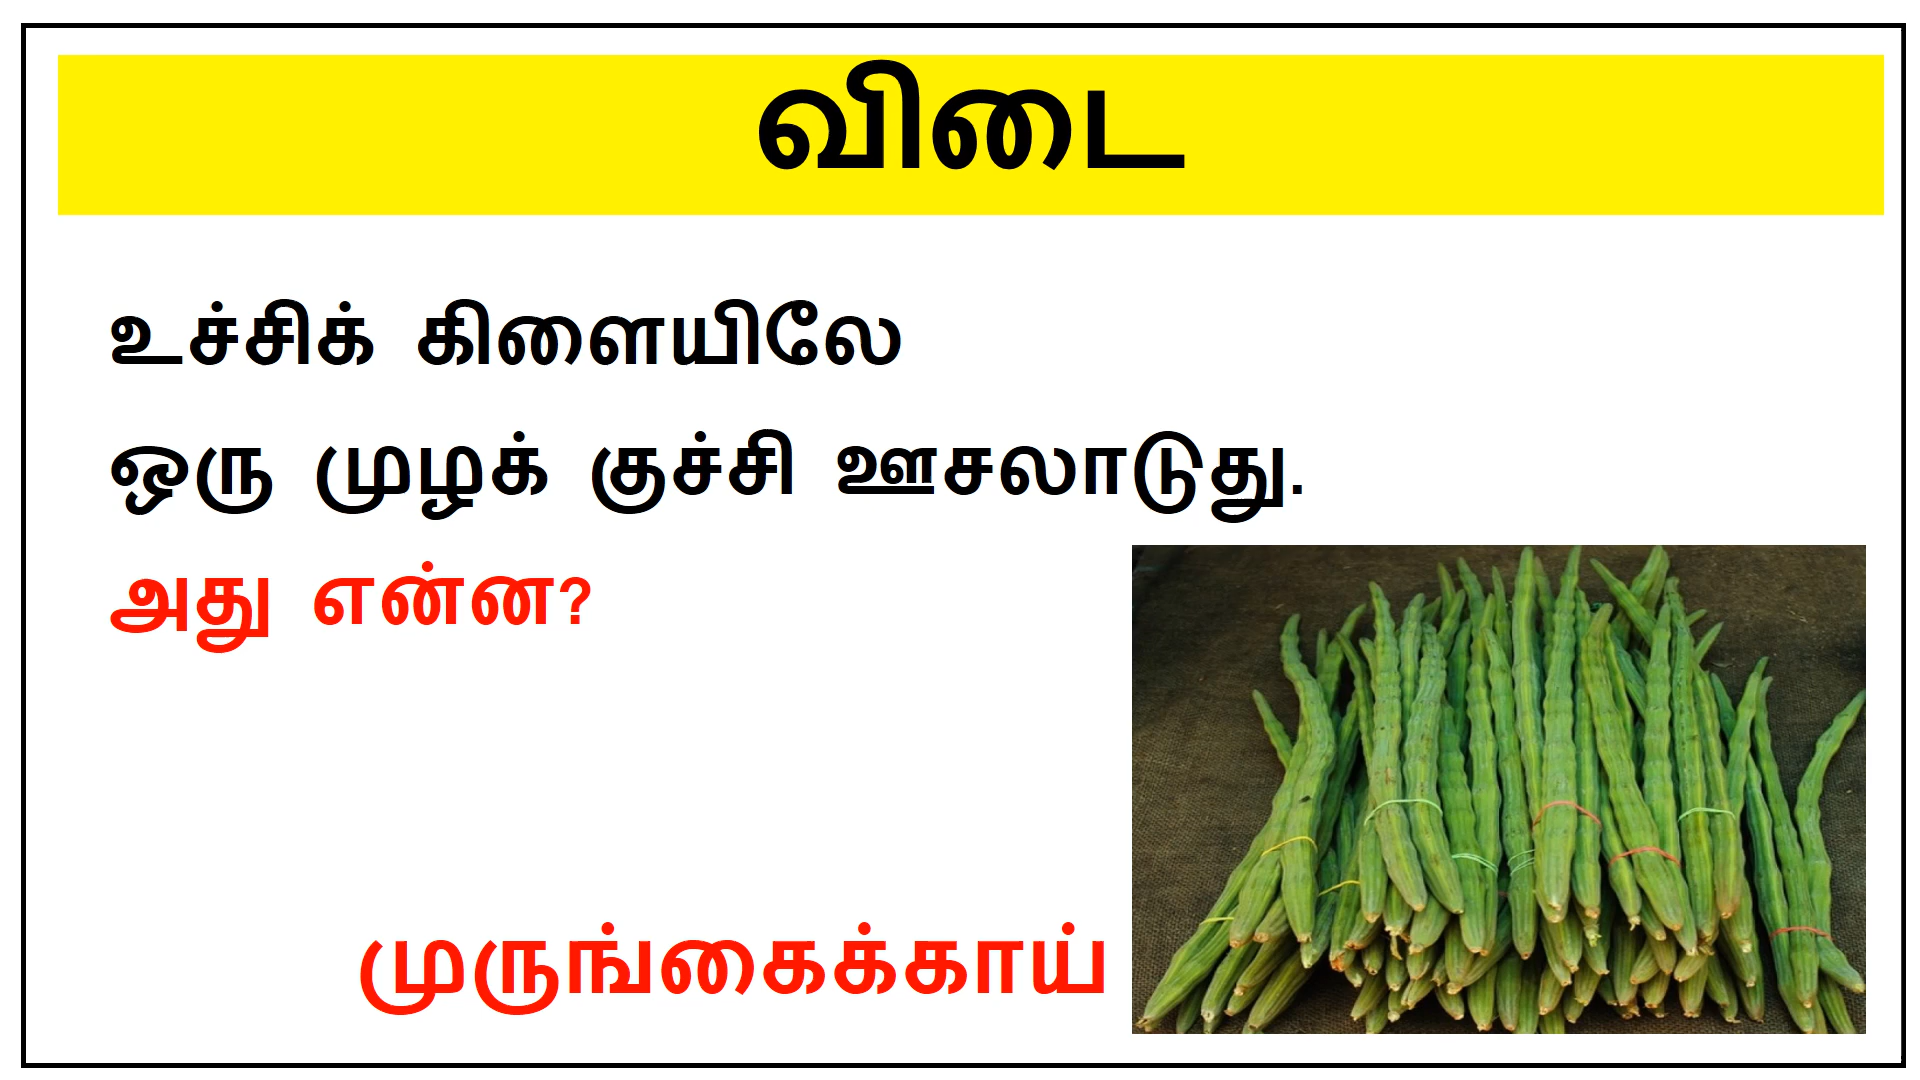 விடை
உச்சிக் கிளையிலே
ஒரு முழக் குச்சி ஊசலாடுது.
அது என்ன?
முருங்கைக்காய்